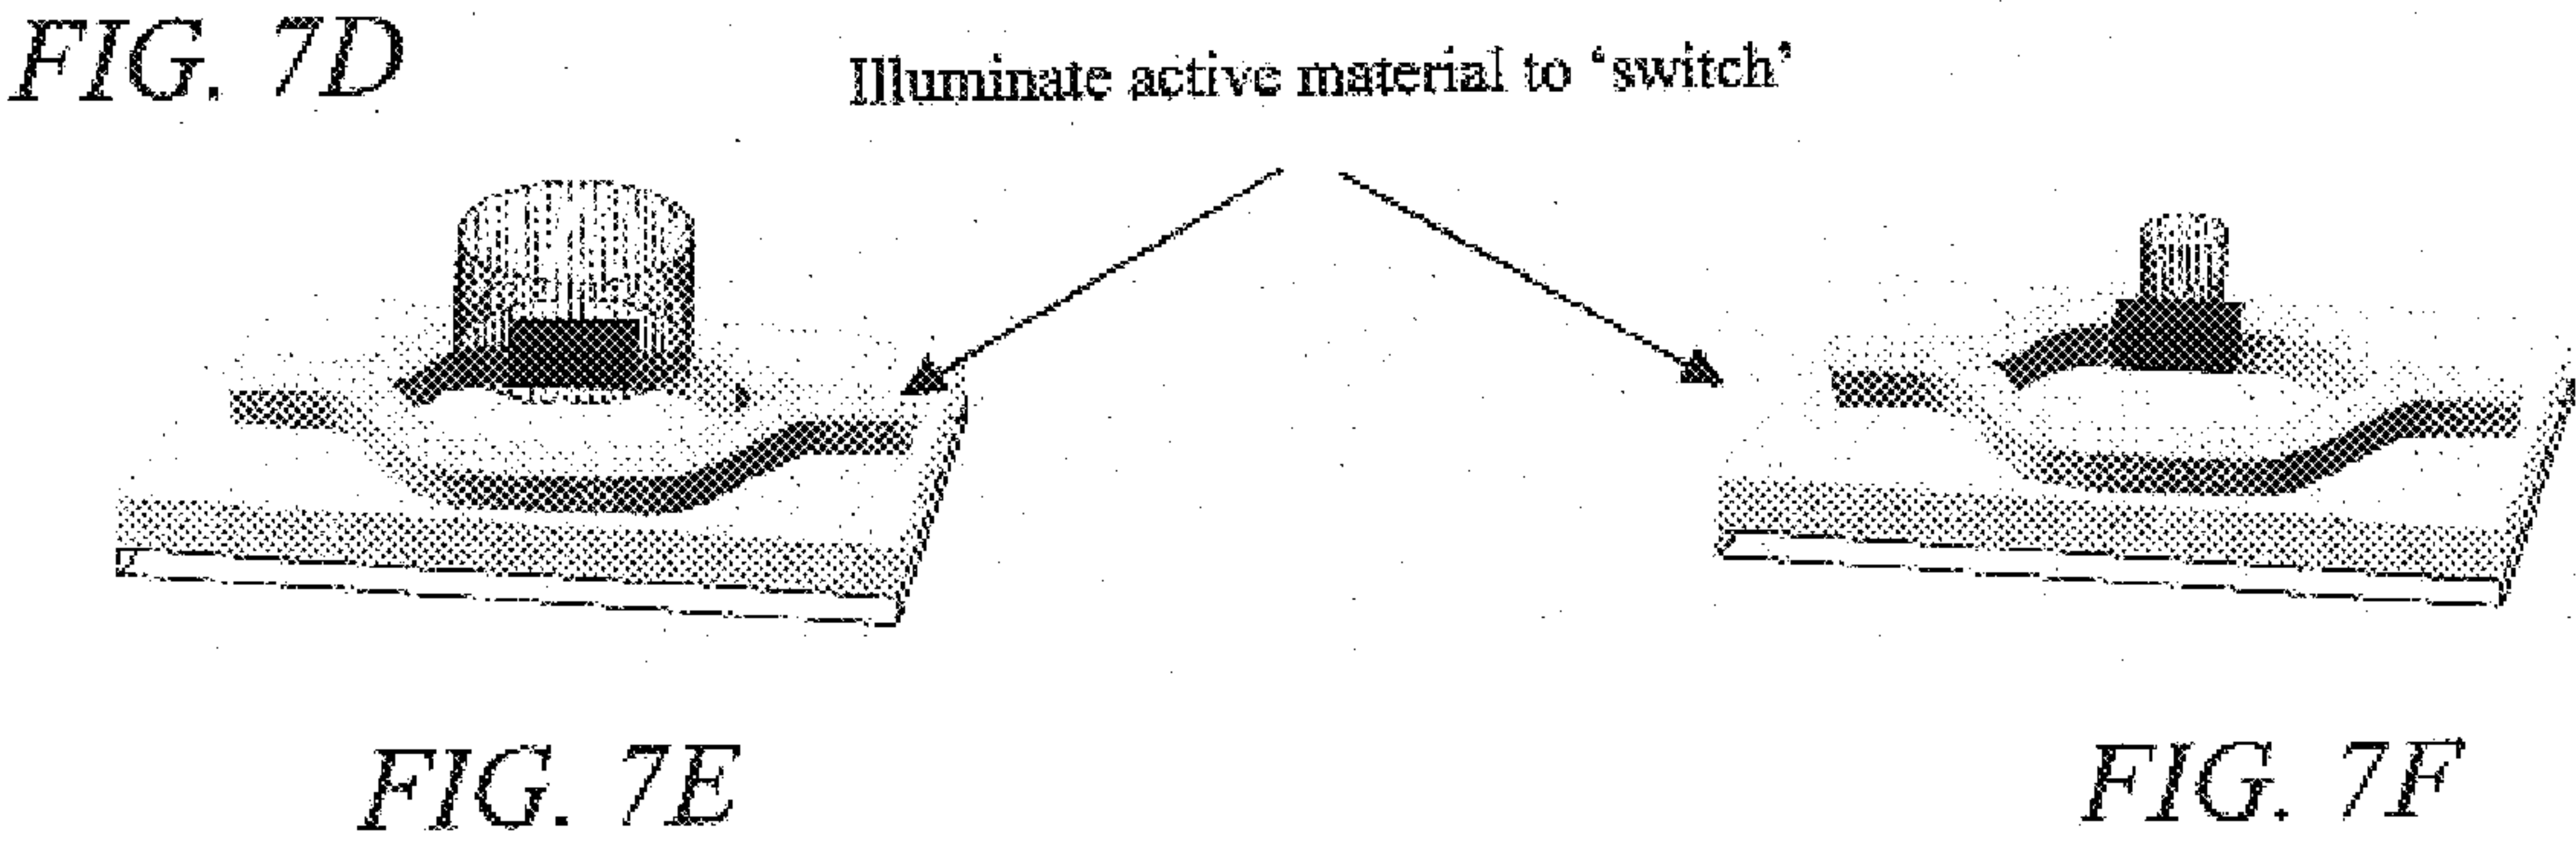 FIG. 7D
Illuminate active material to ‘switch’
FIG. 7E
FIG. 7F